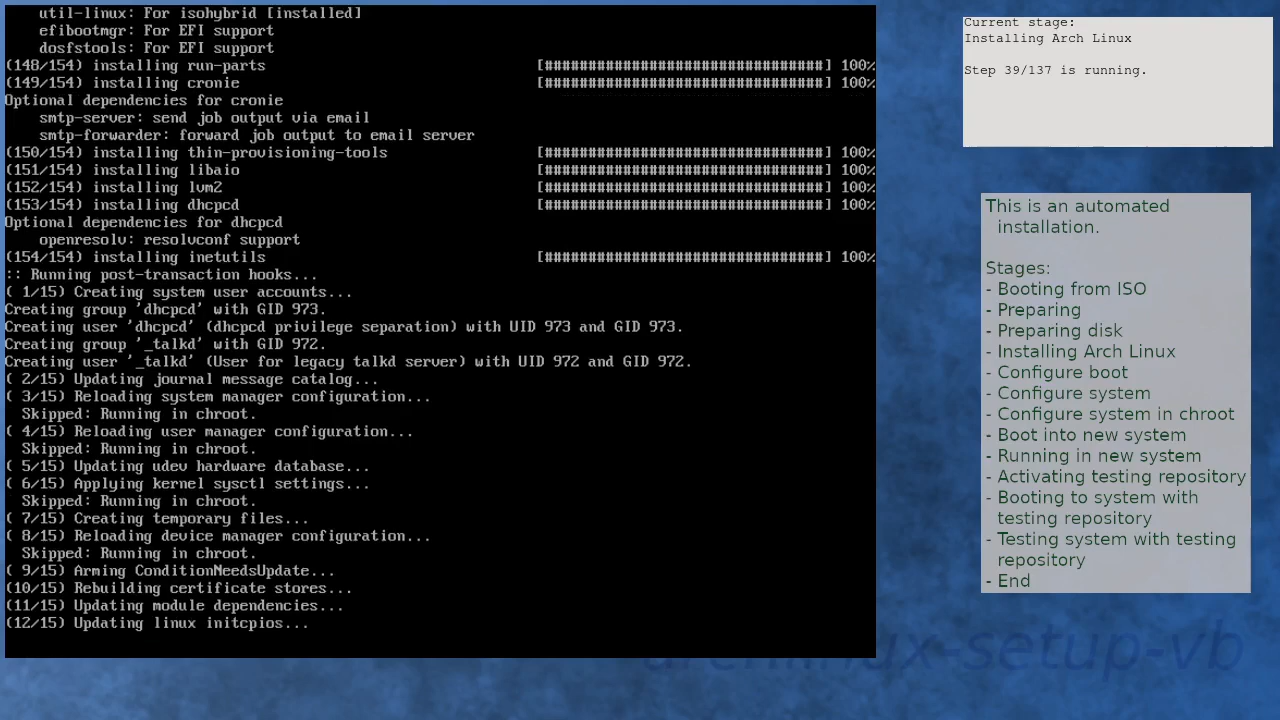 util-linux: For isohybrid [installed]
efibootmgr: For EFI support
dosfstools: For EFI support
(148/154) installing run-parts [################################] 100%
(149/154) installing cronie [################################] 100%
Optional dependencies for cronie
smtp-server: send job output via email
smtp-forwarder: forward job output to email server
(150/154) installing thin-provisioning-tools [################################] 100%
(151/154) installing libaio [################################] 100%
(152/154) installing lvm2 [################################] 100%
(153/154) installing dhcpcd [################################] 100%
Optional dependencies for dhcpcd
openresolv: resolvconf support
(154/154) installing inetutils [################################] 100%
:: Running post-transaction hooks...
( 1/15) Creating system user accounts...
Creating group 'dhcpcd' with GID 973.
Creating user 'dhcpcd' (dhcpcd privilege separation) with UID 973 and GID 973.
Creating group '_talkd' with GID 972.
Creating user '_talkd' (User for legacy talkd server) with UID 972 and GID 972.
( 2/15) Updating journal message catalog...
( 3/15) Reloading system manager configuration...
Skipped: Running in chroot.
( 4/15) Reloading user manager configuration...
Skipped: Running in chroot.
( 5/15) Updating udev hardware database...
( 6/15) Applying kernel sysctl settings...
Skipped: Running in chroot.
( 7/15) Creating temporary files...
( 8/15) Reloading device manager configuration...
Skipped: Running in chroot.
( 9/15) Arming ConditionNeedsUpdate...
(10/15) Rebuilding certificate stores...
(11/15) Updating module dependencies...
(12/15) Updating linux initcpios...
Current stage:
Installing Arch Linux
Step 39/137 is running.
This is an automated
installation.
Stages:
- Booting from ISO
- Preparing
- Preparing disk
- Installing Arch Linux
- Configure boot
- Configure system
- Configure system in chroot
- Boot into new system
- Running in new system
- Activating testing repository
- Booting to system with
testing repository
- Testing system with testing
repository
- End
archlinux-setup-vb